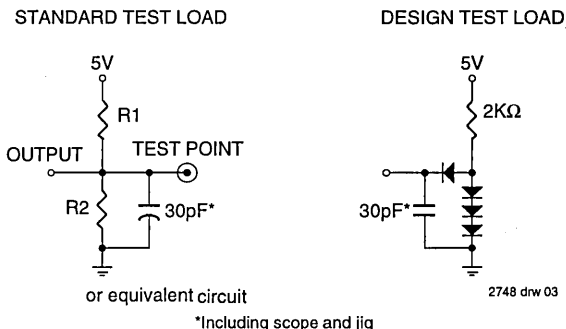 STANDARD TEST LOAD
5V
R1
OUTPUT
TEST POINT
R2
30pF*
or equivalent circuit
DESIGN TEST LOAD
5V
2KΩ
30pF*
2748 drw 03
*Including scope and jig